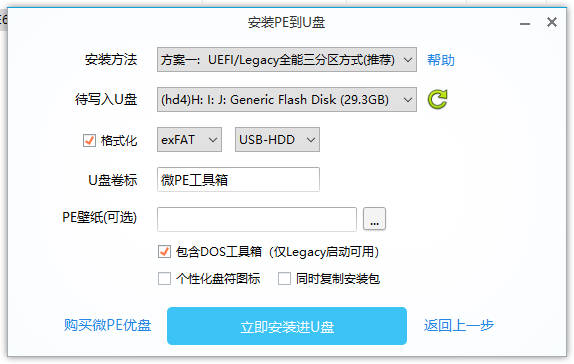 安装PE到U盘
安装方法 方案一：UEFI/Legacy全能三分区方式(推荐) 帮助
待写入U盘 (hd4)H: I: J: Generic Flash Disk (29.3GB)
格式化 exFAT USB-HDD
U盘卷标 微PE工具箱
PE壁纸(可选) ...
包含DOS工具箱（仅Legacy启动可用）
个性化盘符图标 同时复制安装包
购买微PE优盘 立即安装进U盘 返回上一步